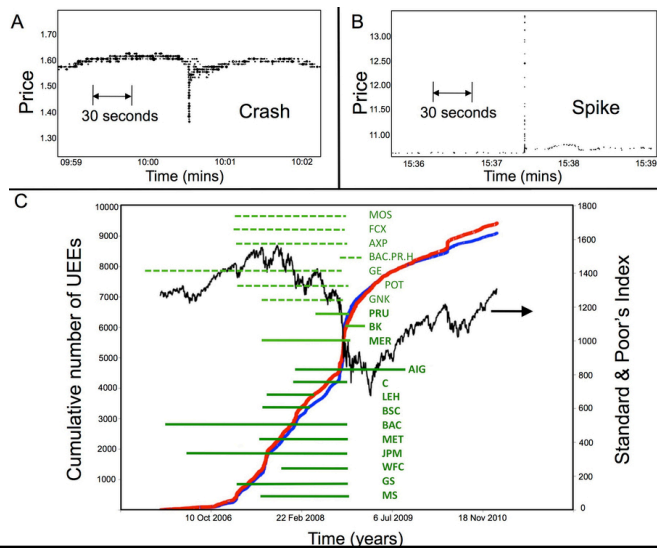 A
Price
1.70
1.60
1.50
1.40
1.30
30 seconds
Crash
09:59 10:00 10:01 10:02
Time (mins)
B
Price
13.00
12.00
11.00
30 seconds
Spike
15:36 15:37 15:38 15:39
Time (mins)
C
Cumulative number of UEEs
10000
9000
8000
7000
6000
5000
4000
3000
2000
1000
MOS
FCX
AXP
BAC.PR.H
GE
POT
GNK
PRU
BK
MER
AIG
C
LEH
BSC
BAC
MET
JPM
WFC
GS
MS
1800
1600
1400
1200
1000
800
600
400
200
0
Standard & Poor's Index
10 Oct 2006 22 Feb 2008 6 Jul 2009 18 Nov 2010
Time (years)